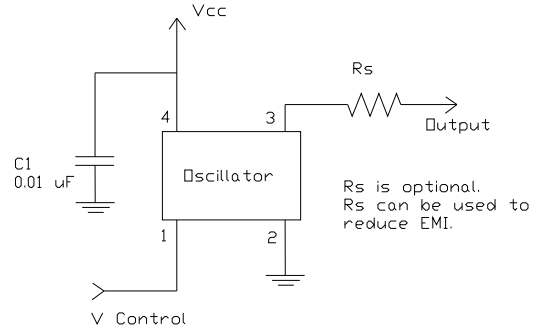 Vcc
Rs
4
3
Output
C1
0.01 uF
Oscillator
Rs is optional.
Rs can be used to
reduce EMI.
1
2
V Control